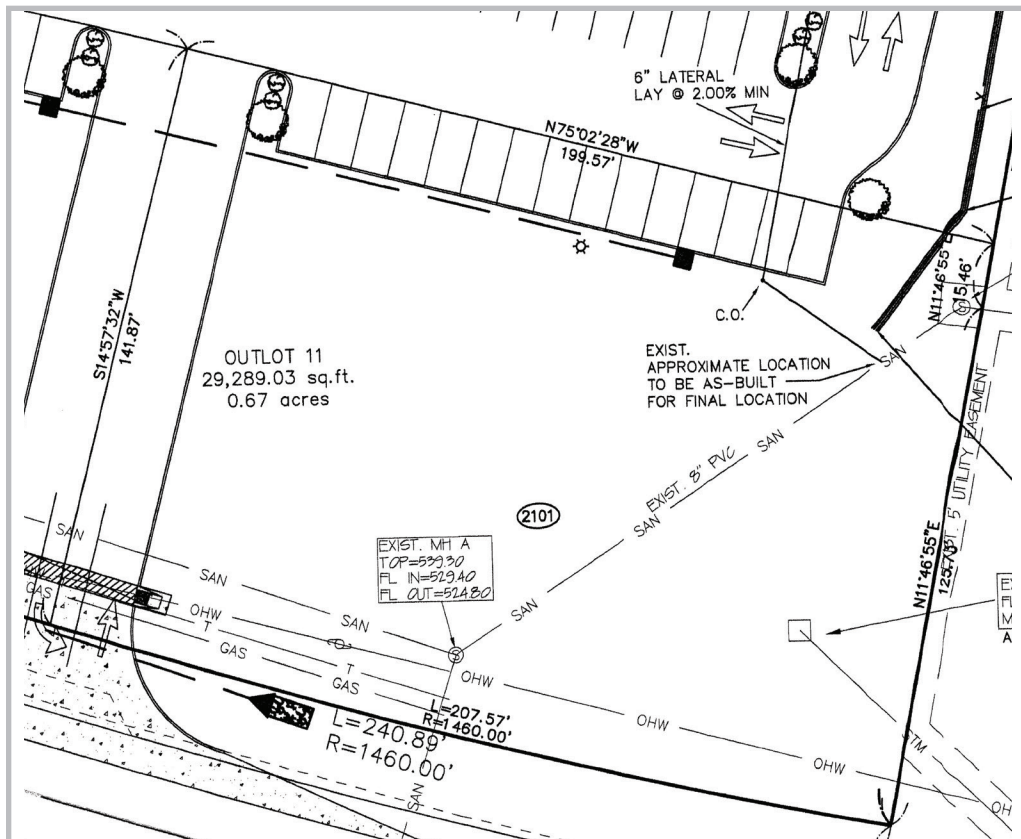 6" LATERAL
LAY @ 2.00% MIN
N75°02'28"W
199.57'
S14°57'32"W
141.87'
N11°46'55"E
15.46'
C.O.
OUTLOT 11
29,289.03 sq.ft.
0.67 acres
EXIST.
APPROXIMATE LOCATION
TO BE AS-BUILT
FOR FINAL LOCATION
SAN
SAN
EXIST. 8" PVC
SAN
SAN
5' UTILITY EASEMENT
2101
EXIST. MH A
TOP=539.30
FL IN=529.40
FL OUT=524.80
N11°46'55"E
SAN
SAN
SAN
GAS
OHW
T
GAS
T
GAS
OHW
OHW
OHW
STM
L=207.57'
R=1460.00'
L=240.89'
R=1460.00'
SAN